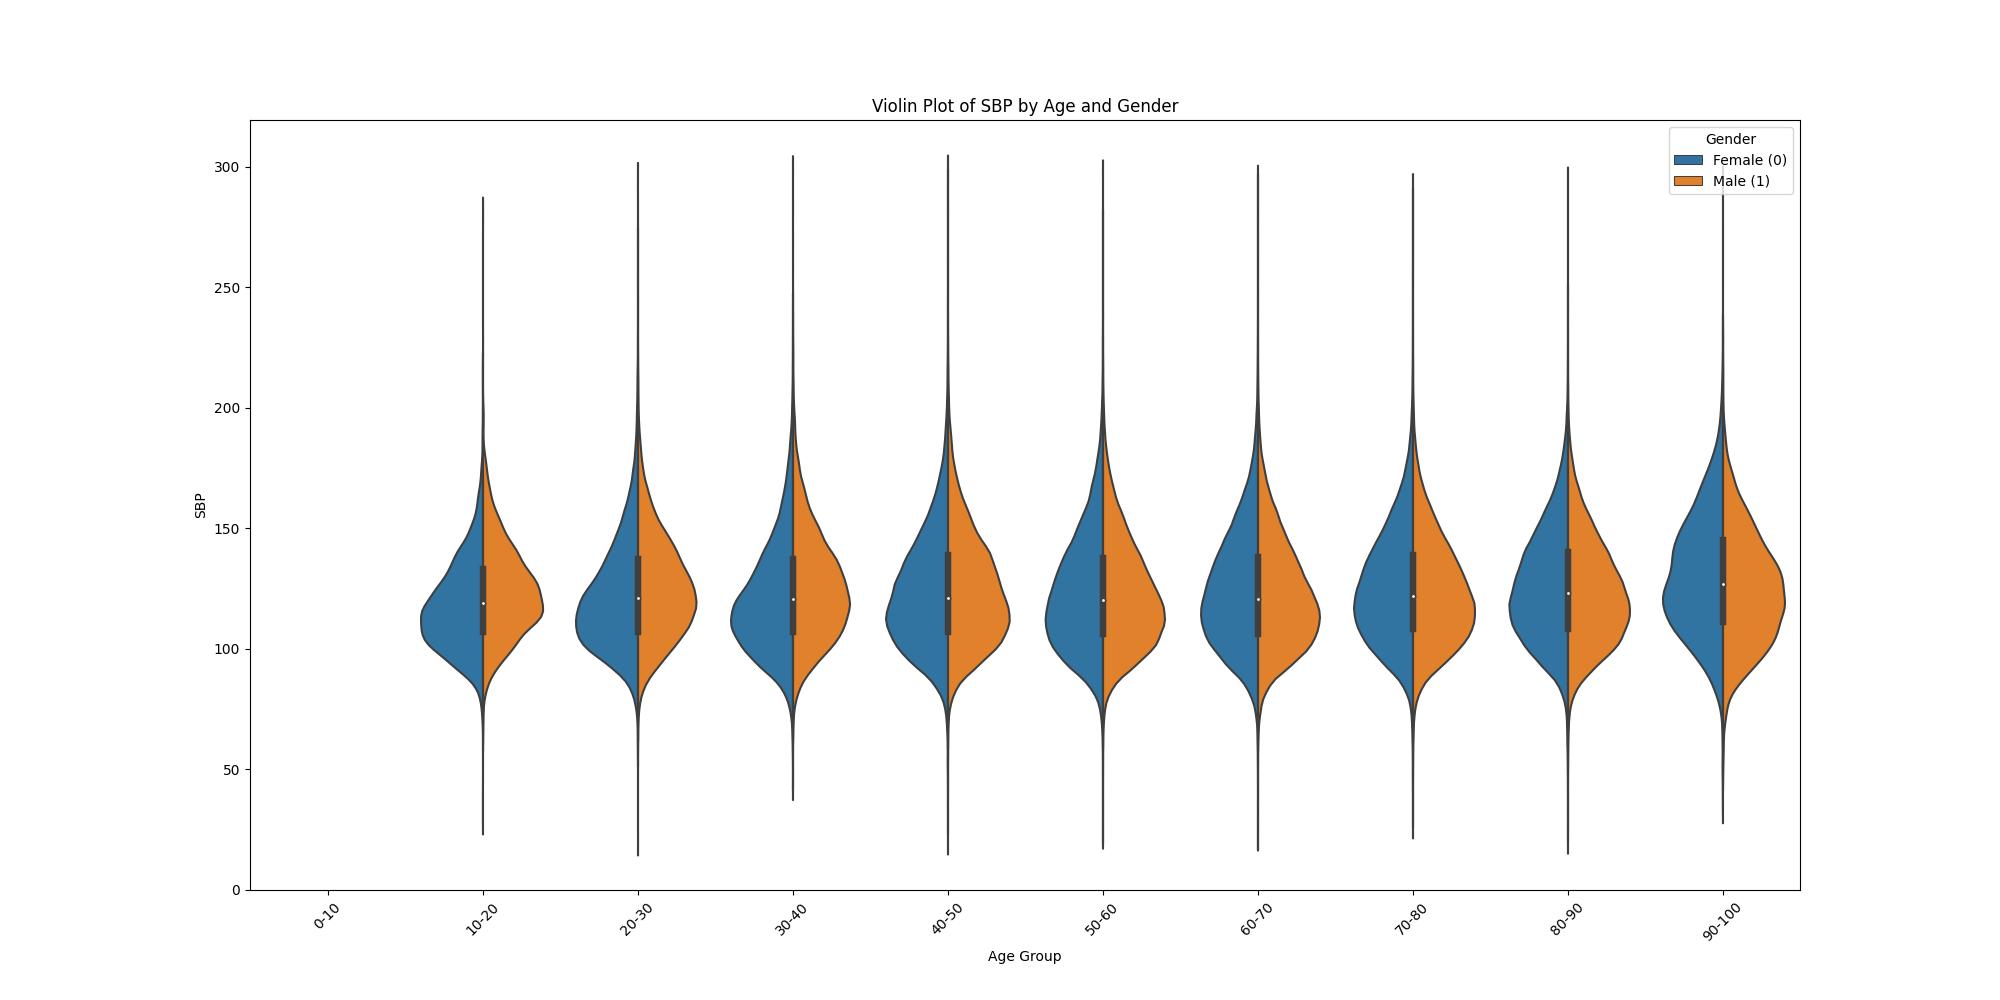 Violin Plot of SBP by Age and Gender
Gender
Female (0)
Male (1)
300
250
200
150
100
50
0
SBP
0-10
10-20
20-30
30-40
40-50
50-60
60-70
70-80
80-90
90-100
Age Group